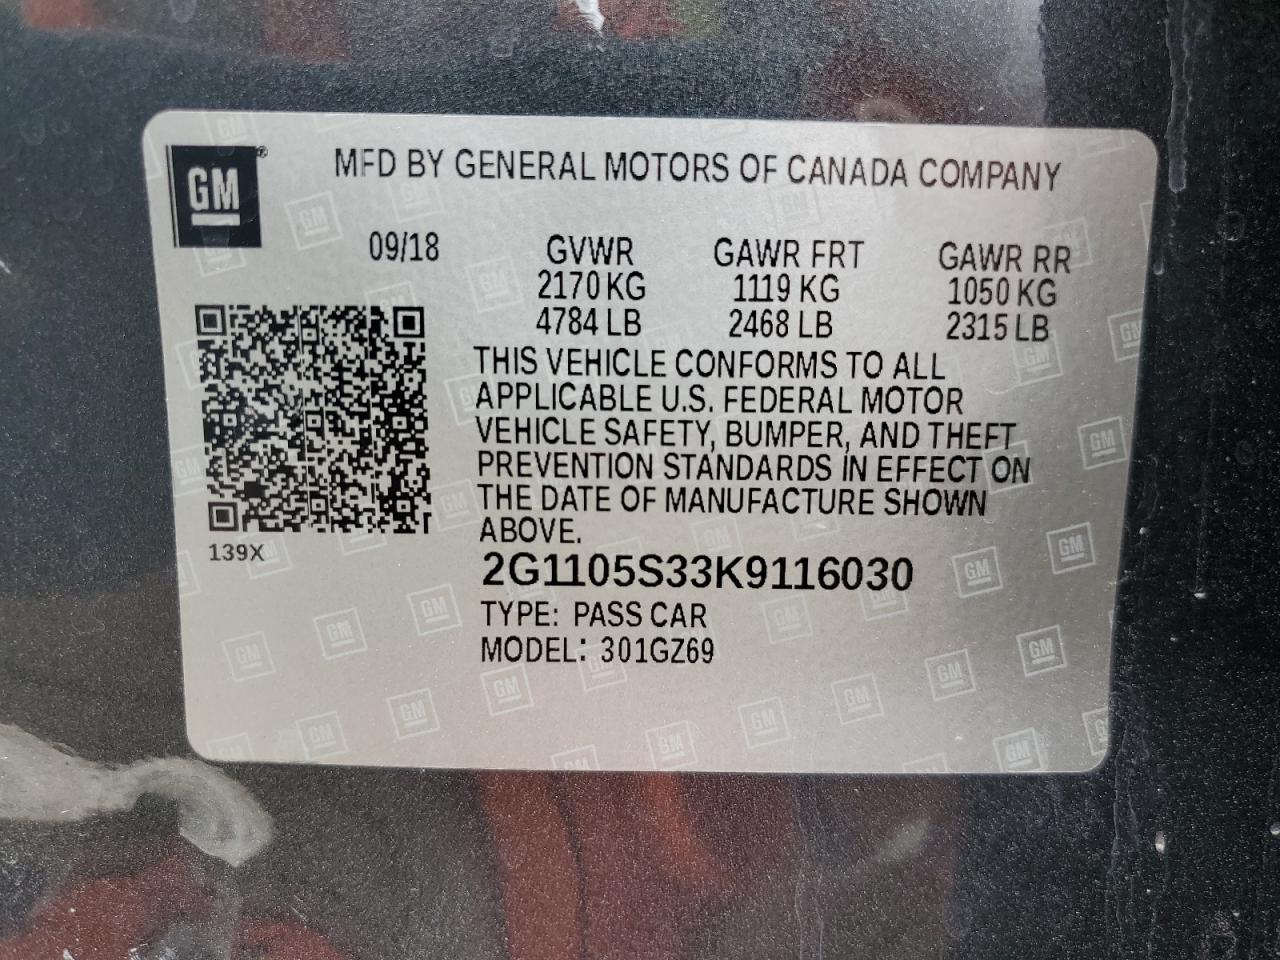 GM®
MFD BY GENERAL MOTORS OF CANADA COMPANY
09/18 GVWR GAWR FRT GAWR RR
2170 KG 1119 KG 1050 KG
4784 LB 2468 LB 2315 LB
THIS VEHICLE CONFORMS TO ALL
APPLICABLE U.S. FEDERAL MOTOR
VEHICLE SAFETY, BUMPER, AND THEFT
PREVENTION STANDARDS IN EFFECT ON
THE DATE OF MANUFACTURE SHOWN
ABOVE.
139X
2G1105S33K9116030
TYPE: PASS CAR
MODEL: 301GZ69